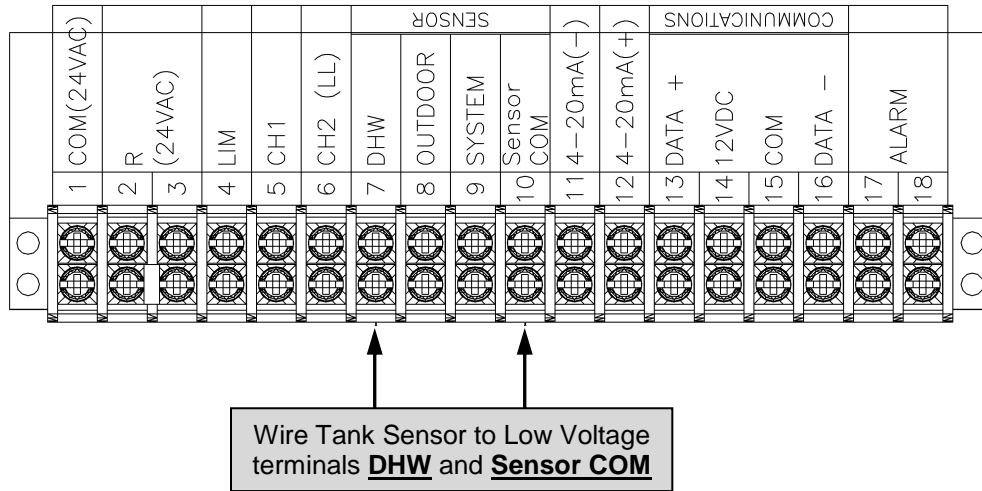 SENSOR
COMMUNICATIONS
COM(24VAC)
R
(24VAC)
LIM
CH1
CH2 (LL)
DHW
OUTDOOR
SYSTEM
Sensor
COM
4-20mA(-)
4-20mA(+)
DATA +
12VDC
COM
DATA -
ALARM
1
2
3
4
5
6
7
8
9
10
11
12
13
14
15
16
17
18
Wire Tank Sensor to Low Voltage
terminals DHW and Sensor COM